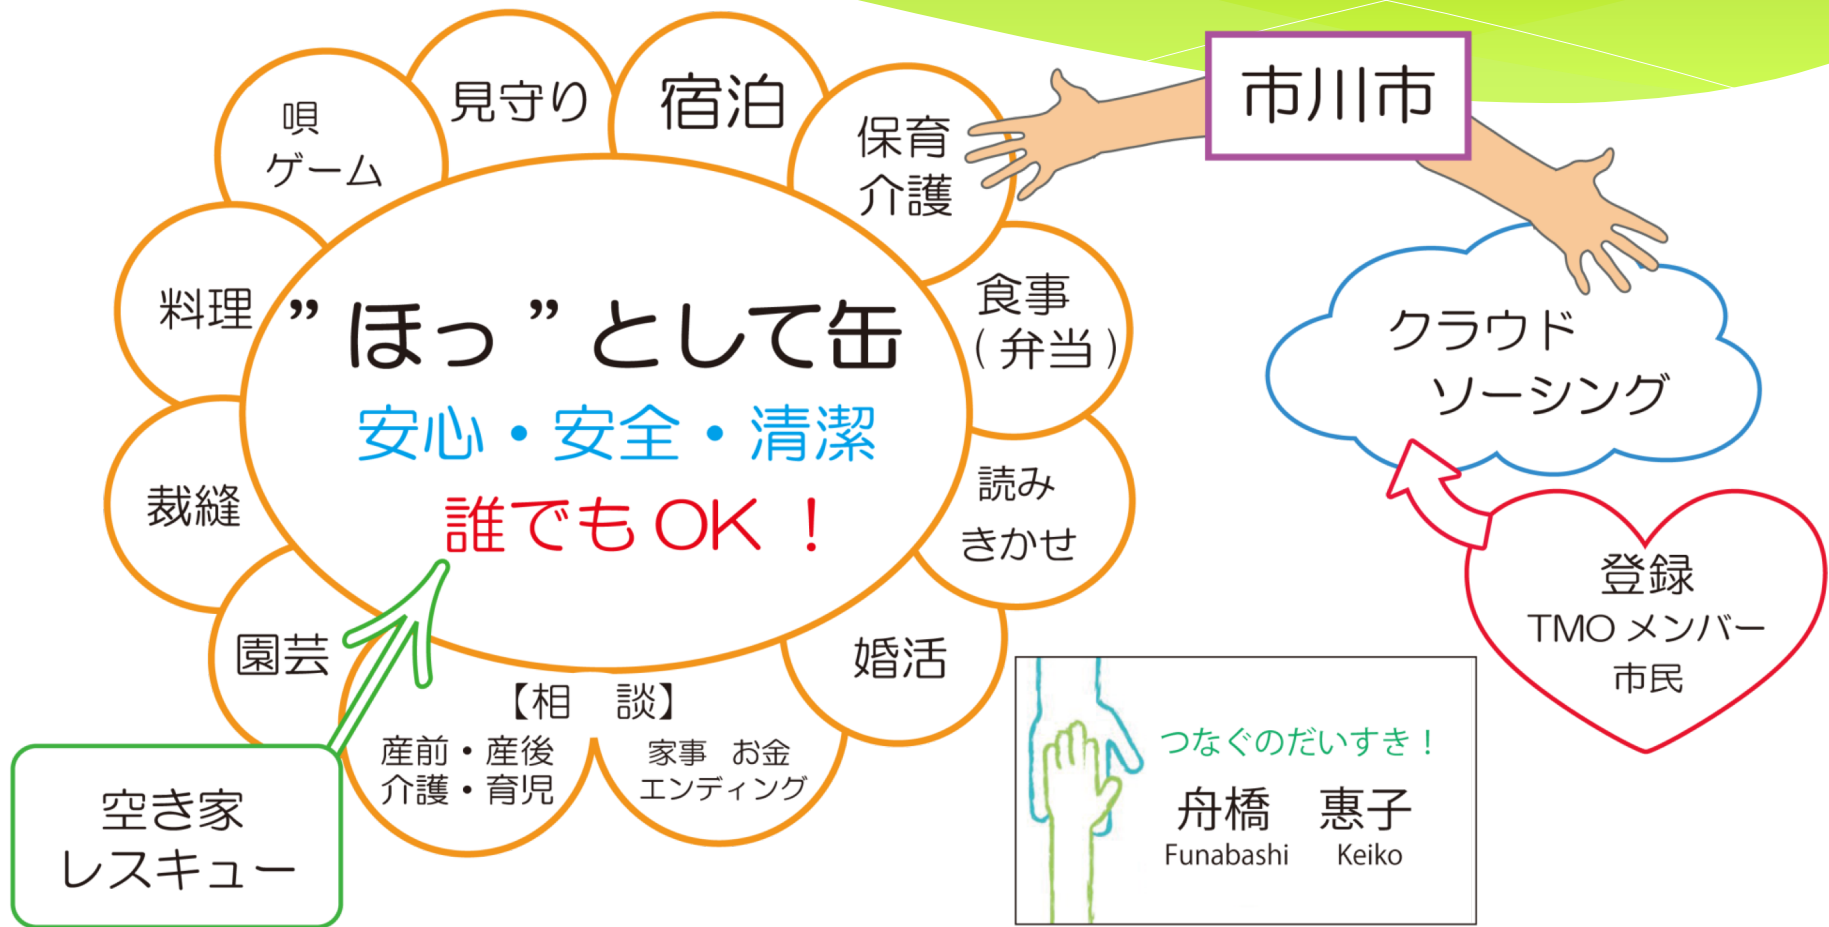 市川市
唄
ゲーム
見守り
宿泊
保育
介護
料理
食事
(弁当)
裁縫
読み
きかせ
園芸
婚活
【相　談】
産前・産後
介護・育児
家事　お金
エンディング
”ほっ”として缶
安心・安全・清潔
誰でもOK！
空き家
レスキュー
クラウド
ソーシング
登録
TMOメンバー
市民
つなぐのだいすき！
舟橋　惠子
Funabashi　Keiko